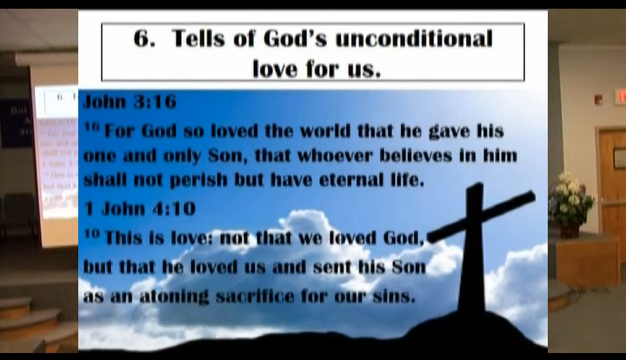 6. Tells of God's unconditional
love for us.
John 3:16
16 For God so loved the world that he gave his
one and only Son, that whoever believes in him
shall not perish but have eternal life.
1 John 4:10
10 This is love: not that we loved God,
but that he loved us and sent his Son
as an atoning sacrifice for our sins.